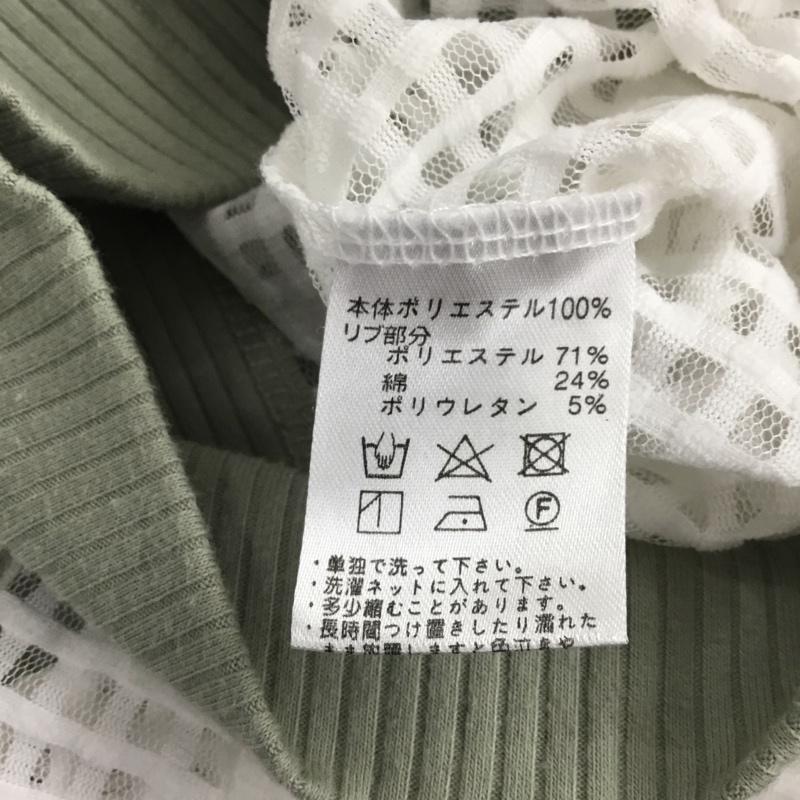 本体ポリエステル100%
リブ部分
ポリエステル 71%
綿 24%
ポリウレタン 5%
F
・単独で洗って下さい。
・洗濯ネットに入れて下さい。
・多少縮むことがあります。
・長時間つけ置きしたり濡れた